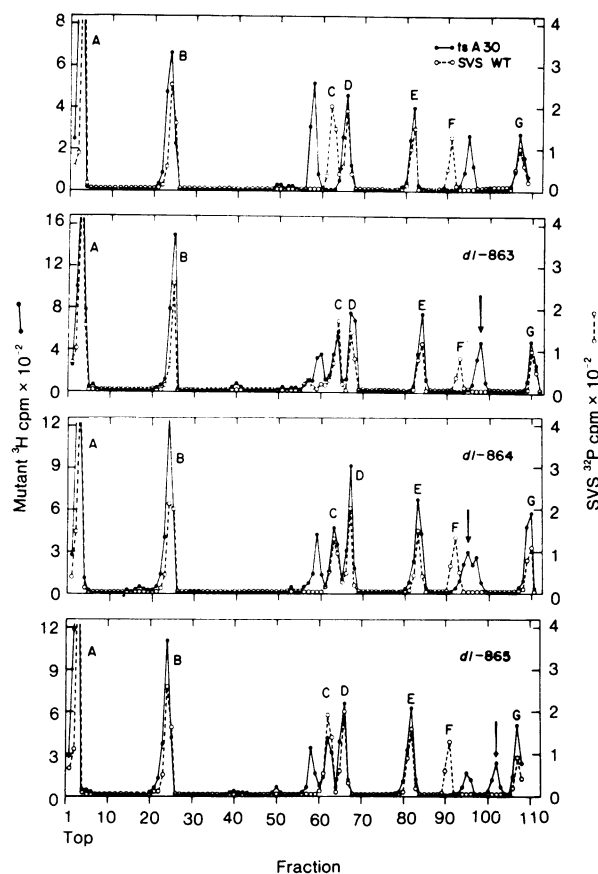 8
6
4
2
0
A
B
C
D
E
F
G
ts A 30
SVS WT
4
3
2
1
0
16
12
8
4
0
A
B
C
D
E
F
G
dl-863
4
3
2
1
0
12
9
6
3
0
A
B
C
D
E
F
G
dl-864
4
3
2
1
0
12
9
6
3
0
A
B
C
D
E
F
G
dl-865
4
3
2
1
0
1 10 20 30 40 50 60 70 80 90 100 110
Top
Fraction
Mutant ³H cpm × 10⁻²
SVS ³²P cpm × 10⁻²